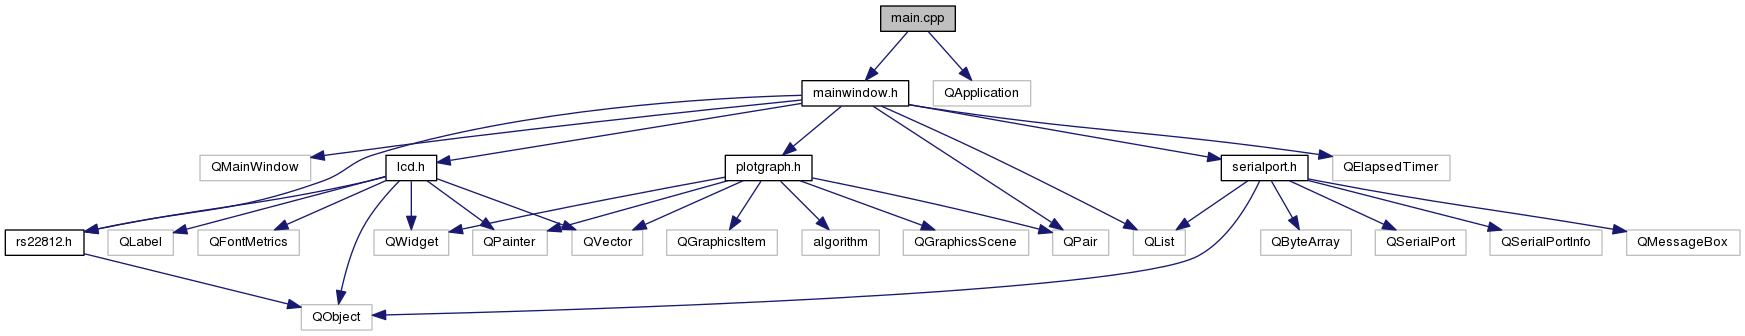 main.cpp
mainwindow.h
QApplication
QMainWindow
lcd.h
plotgraph.h
serialport.h
QElapsedTimer
rs22812.h
QLabel
QFontMetrics
QWidget
QPainter
QVector
QGraphicsItem
algorithm
QGraphicsScene
QPair
QList
QByteArray
QSerialPort
QSerialPortInfo
QMessageBox
QObject